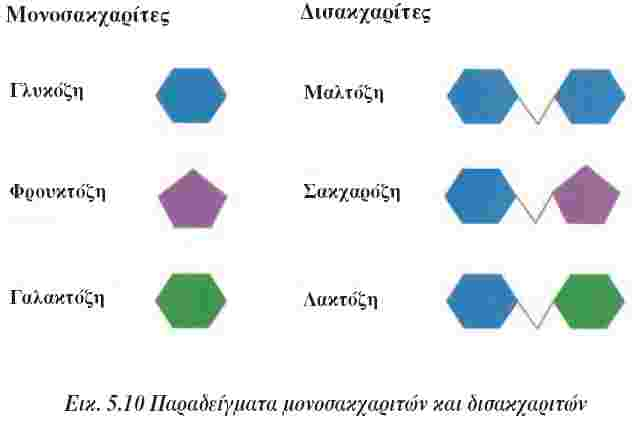 Μονοσακχαρίτες Δισακχαρίτες
Γλυκόζη Μαλτόζη
Φρουκτόζη Σακχαρόζη
Γαλακτόζη Λακτόζη
Εικ. 5.10 Παραδείγματα μονοσακχαριτών και δισακχαριτών